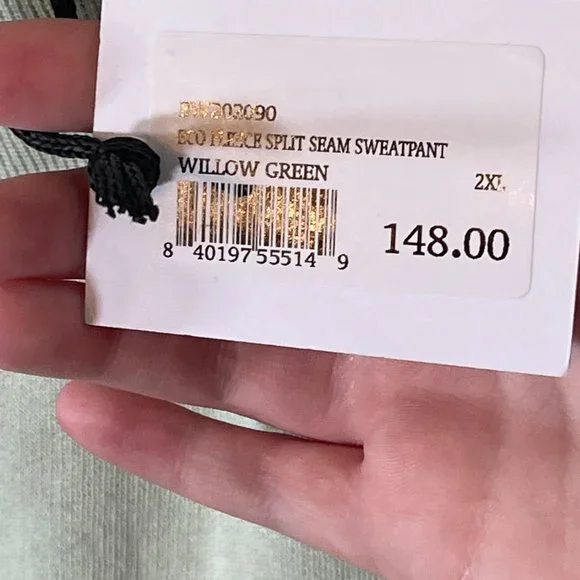 ECO FLEECE SPLIT SEAM SWEATPANT
WILLOW GREEN
2XL
148.00
8 40197 55514 9